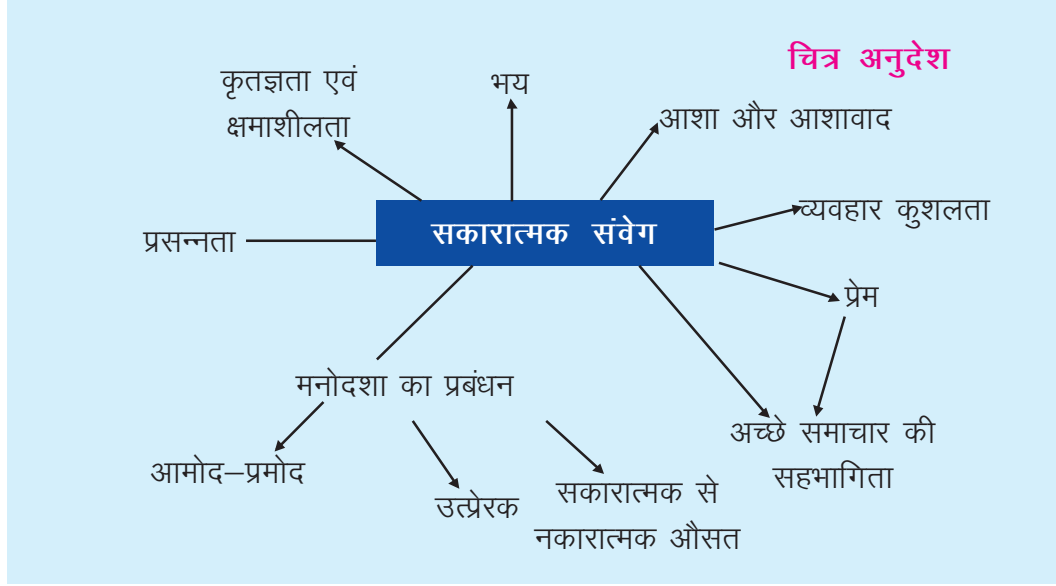 चित्र अनुदेश
कृतज्ञता एवं
क्षमाशीलता
भय
आशा और आशावाद
व्यवहार कुशलता
प्रसन्नता
सकारात्मक संवेग
प्रेम
मनोदशा का प्रबंधन
अच्छे समाचार की
सहभागिता
आमोद–प्रमोद
उत्प्रेरक
सकारात्मक से
नकारात्मक औसत